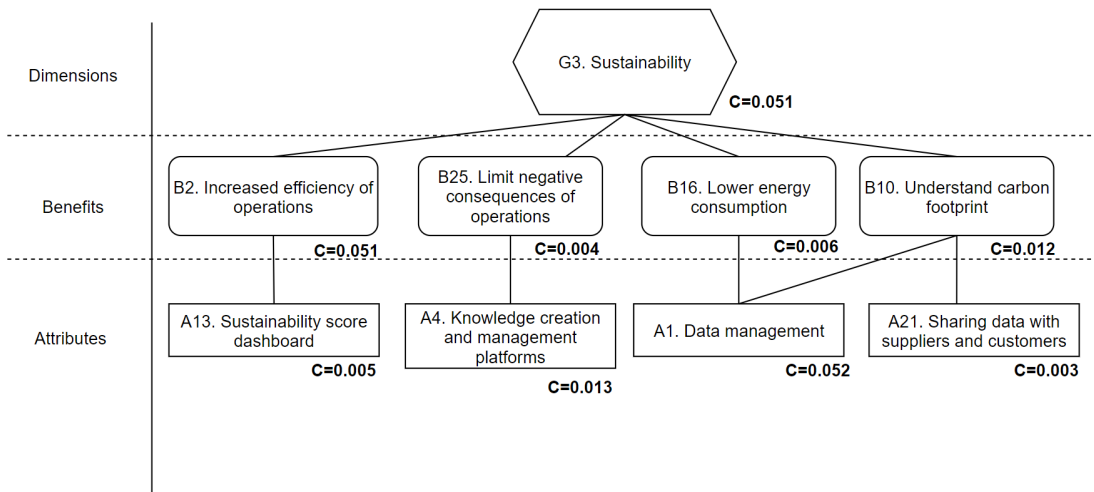 Dimensions
G3. Sustainability
C=0.051
Benefits
B2. Increased efficiency of
operations
C=0.051
B25. Limit negative
consequences of
operations
C=0.004
B16. Lower energy
consumption
C=0.006
B10. Understand carbon
footprint
C=0.012
Attributes
A13. Sustainability score
dashboard
C=0.005
A4. Knowledge creation
and management
platforms
C=0.013
A1. Data management
C=0.052
A21. Sharing data with
suppliers and customers
C=0.003